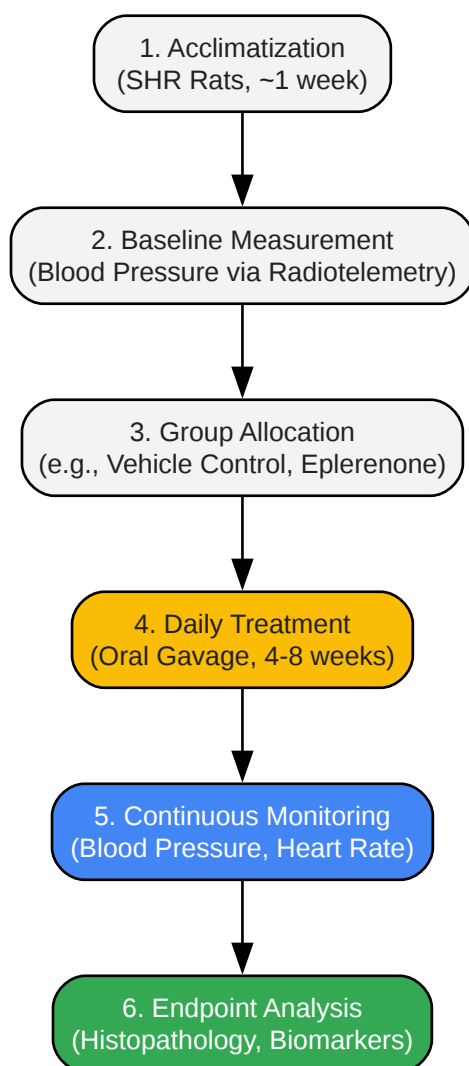 1. Acclimatization
(SHR Rats, ~1 week)
2. Baseline Measurement
(Blood Pressure via Radiotelemetry)
3. Group Allocation
(e.g., Vehicle Control, Eplerenone)
4. Daily Treatment
(Oral Gavage, 4-8 weeks)
5. Continuous Monitoring
(Blood Pressure, Heart Rate)
6. Endpoint Analysis
(Histopathology, Biomarkers)